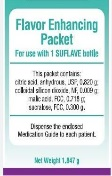 Flavor Enhancing
Packet
For use with 1 SUFLAVE bottle
This packet contains:
citric acid, anhydrous, USP, 0.820 g;
colloidal silicon dioxide, NF, 0.009 g;
malic acid, FCC, 0.718 g;
sucralose, FCC, 0.300 g.
Dispense the enclosed
Medication Guide to each patient.
Net Weight 1.847 g